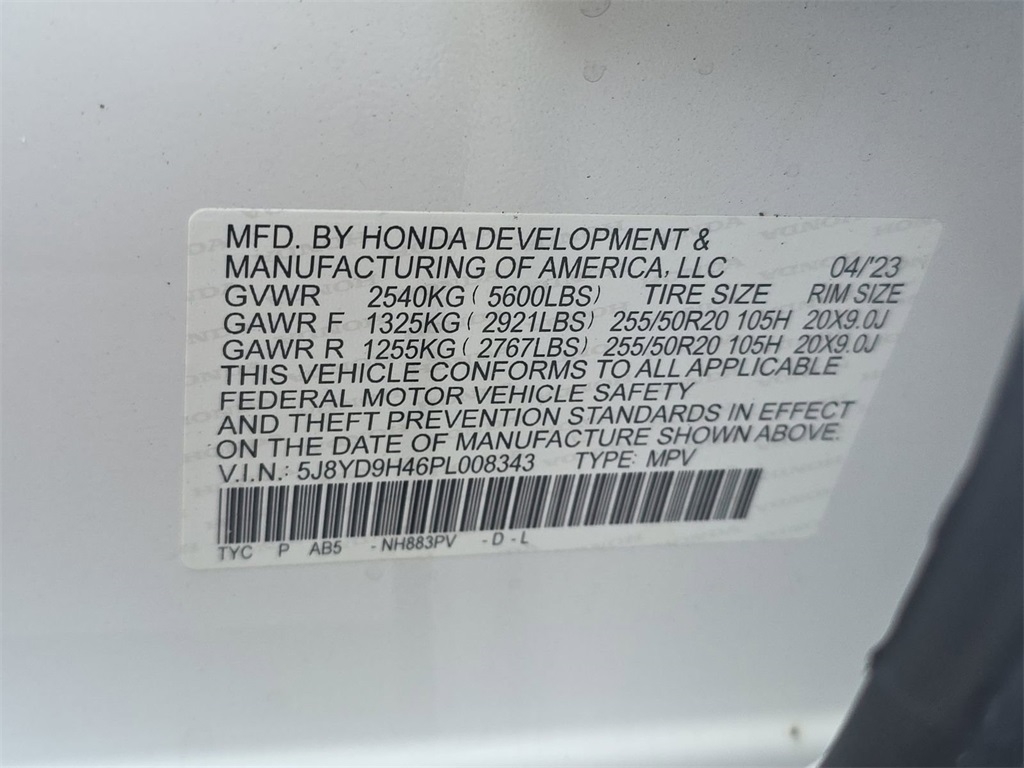 MFD. BY HONDA DEVELOPMENT &
MANUFACTURING OF AMERICA, LLC 04/'23
GVWR 2540KG ( 5600LBS) TIRE SIZE RIM SIZE
GAWR F 1325KG ( 2921LBS) 255/50R20 105H 20X9.0J
GAWR R 1255KG ( 2767LBS) 255/50R20 105H 20X9.0J
THIS VEHICLE CONFORMS TO ALL APPLICABLE
FEDERAL MOTOR VEHICLE SAFETY
AND THEFT PREVENTION STANDARDS IN EFFECT
ON THE DATE OF MANUFACTURE SHOWN ABOVE.
V.I.N.: 5J8YD9H46PL008343 TYPE: MPV
TYC P AB5 -NH883PV -D-L